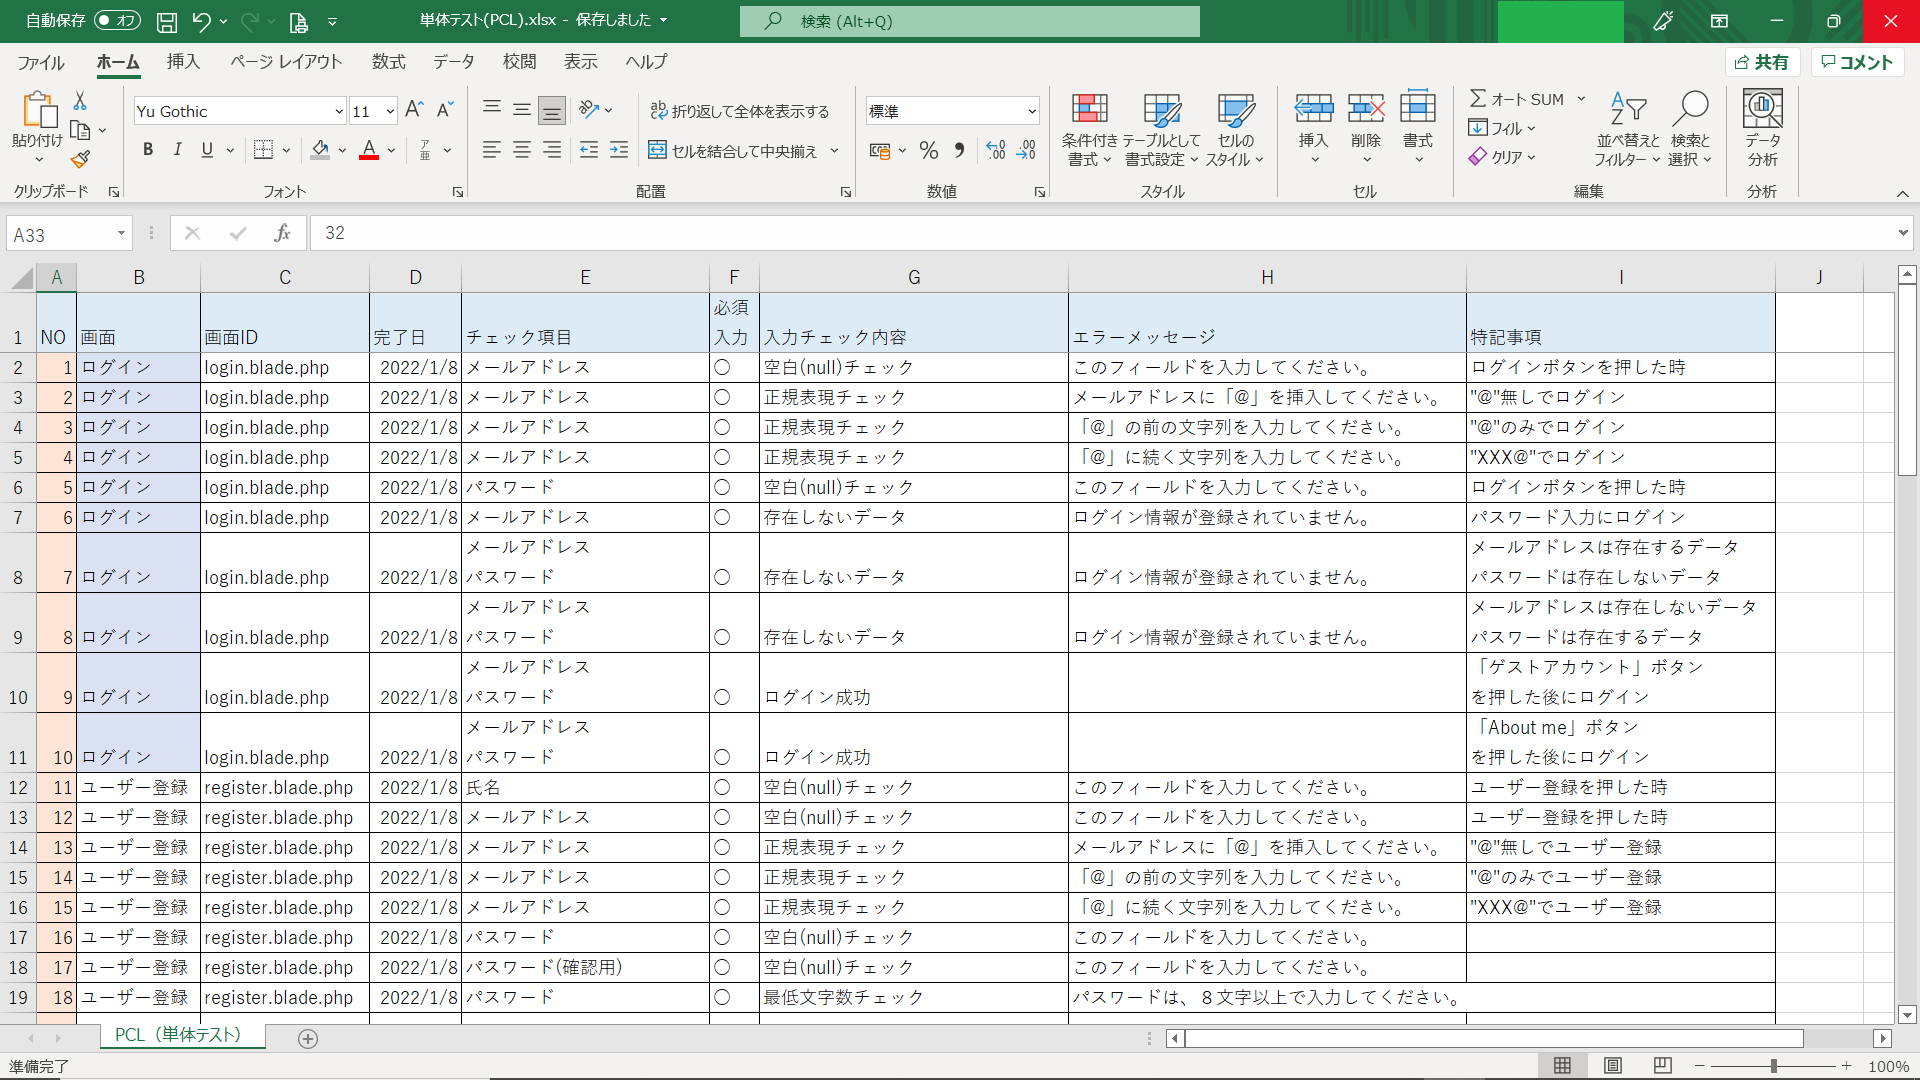 自動保存 オフ 単体テスト(PCL).xlsx - 保存しました 検索 (Alt+Q)
ファイル ホーム 挿入 ページ レイアウト 数式 データ 校閲 表示 ヘルプ 共有 コメント
貼り付け
クリップボード
Yu Gothic 11
B I U A ア亜
フォント
折り返して全体を表示する
セルを結合して中央揃え
配置
標準
% 9 .00
数値
条件付き書式
テーブルとして書式設定
セルのスタイル
スタイル
挿入 削除 書式
セル
オート SUM
フィル
クリア
並べ替えとフィルター
検索と選択
編集
データ分析
分析
A33 fx 32
A B C D E F G H I J
1 NO 画面 画面ID 完了日 チェック項目 必須入力 入力チェック内容 エラーメッセージ 特記事項
2 1 ログイン login.blade.php 2022/1/8 メールアドレス 〇 空白(null)チェック このフィールドを入力してください。 ログインボタンを押した時
3 2 ログイン login.blade.php 2022/1/8 メールアドレス 〇 正規表現チェック メールアドレスに「@」を挿入してください。 "@"無しでログイン
4 3 ログイン login.blade.php 2022/1/8 メールアドレス 〇 正規表現チェック 「@」の前の文字列を入力してください。 "@"のみでログイン
5 4 ログイン login.blade.php 2022/1/8 メールアドレス 〇 正規表現チェック 「@」に続く文字列を入力してください。 "XXX@"でログイン
6 5 ログイン login.blade.php 2022/1/8 パスワード 〇 空白(null)チェック このフィールドを入力してください。 ログインボタンを押した時
7 6 ログイン login.blade.php 2022/1/8 メールアドレス 〇 存在しないデータ ログイン情報が登録されていません。 パスワード入力にログイン
8 7 ログイン login.blade.php 2022/1/8 メールアドレス パスワード 〇 存在しないデータ ログイン情報が登録されていません。 メールアドレスは存在するデータ パスワードは存在しないデータ
9 8 ログイン login.blade.php 2022/1/8 メールアドレス パスワード 〇 存在しないデータ ログイン情報が登録されていません。 メールアドレスは存在しないデータ パスワードは存在するデータ
10 9 ログイン login.blade.php 2022/1/8 メールアドレス パスワード 〇 ログイン成功 「ゲストアカウント」ボタン を押した後にログイン
11 10 ログイン login.blade.php 2022/1/8 メールアドレス パスワード 〇 ログイン成功 「About me」ボタン を押した後にログイン
12 11 ユーザー登録 register.blade.php 2022/1/8 氏名 〇 空白(null)チェック このフィールドを入力してください。 ユーザー登録を押した時
13 12 ユーザー登録 register.blade.php 2022/1/8 メールアドレス 〇 空白(null)チェック このフィールドを入力してください。 ユーザー登録を押した時
14 13 ユーザー登録 register.blade.php 2022/1/8 メールアドレス 〇 正規表現チェック メールアドレスに「@」を挿入してください。 "@"無しでユーザー登録
15 14 ユーザー登録 register.blade.php 2022/1/8 メールアドレス 〇 正規表現チェック 「@」の前の文字列を入力してください。 "@"のみでユーザー登録
16 15 ユーザー登録 register.blade.php 2022/1/8 メールアドレス 〇 正規表現チェック 「@」に続く文字列を入力してください。 "XXX@"でユーザー登録
17 16 ユーザー登録 register.blade.php 2022/1/8 パスワード 〇 空白(null)チェック このフィールドを入力してください。
18 17 ユーザー登録 register.blade.php 2022/1/8 パスワード(確認用) 〇 空白(null)チェック このフィールドを入力してください。
19 18 ユーザー登録 register.blade.php 2022/1/8 パスワード 〇 最低文字数チェック パスワードは、８文字以上で入力してください。
PCL（単体テスト）
準備完了 100%